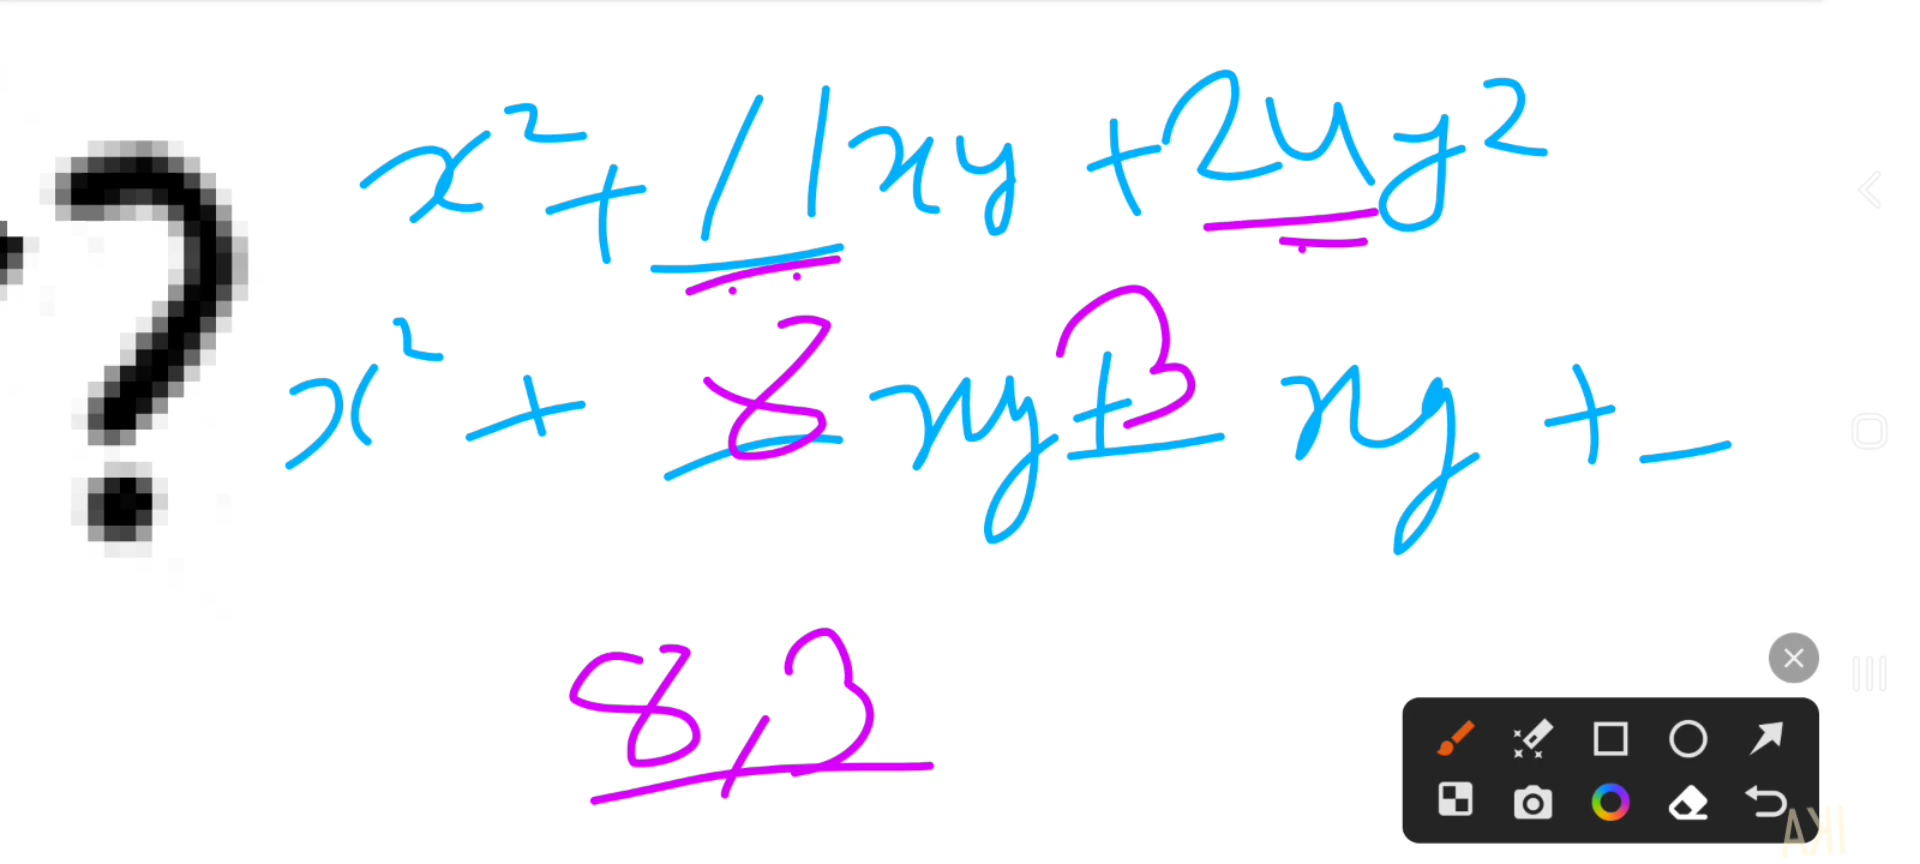 ?
x² + 11xy + 24y²
x² + 8xy + 3xy + _
8,3